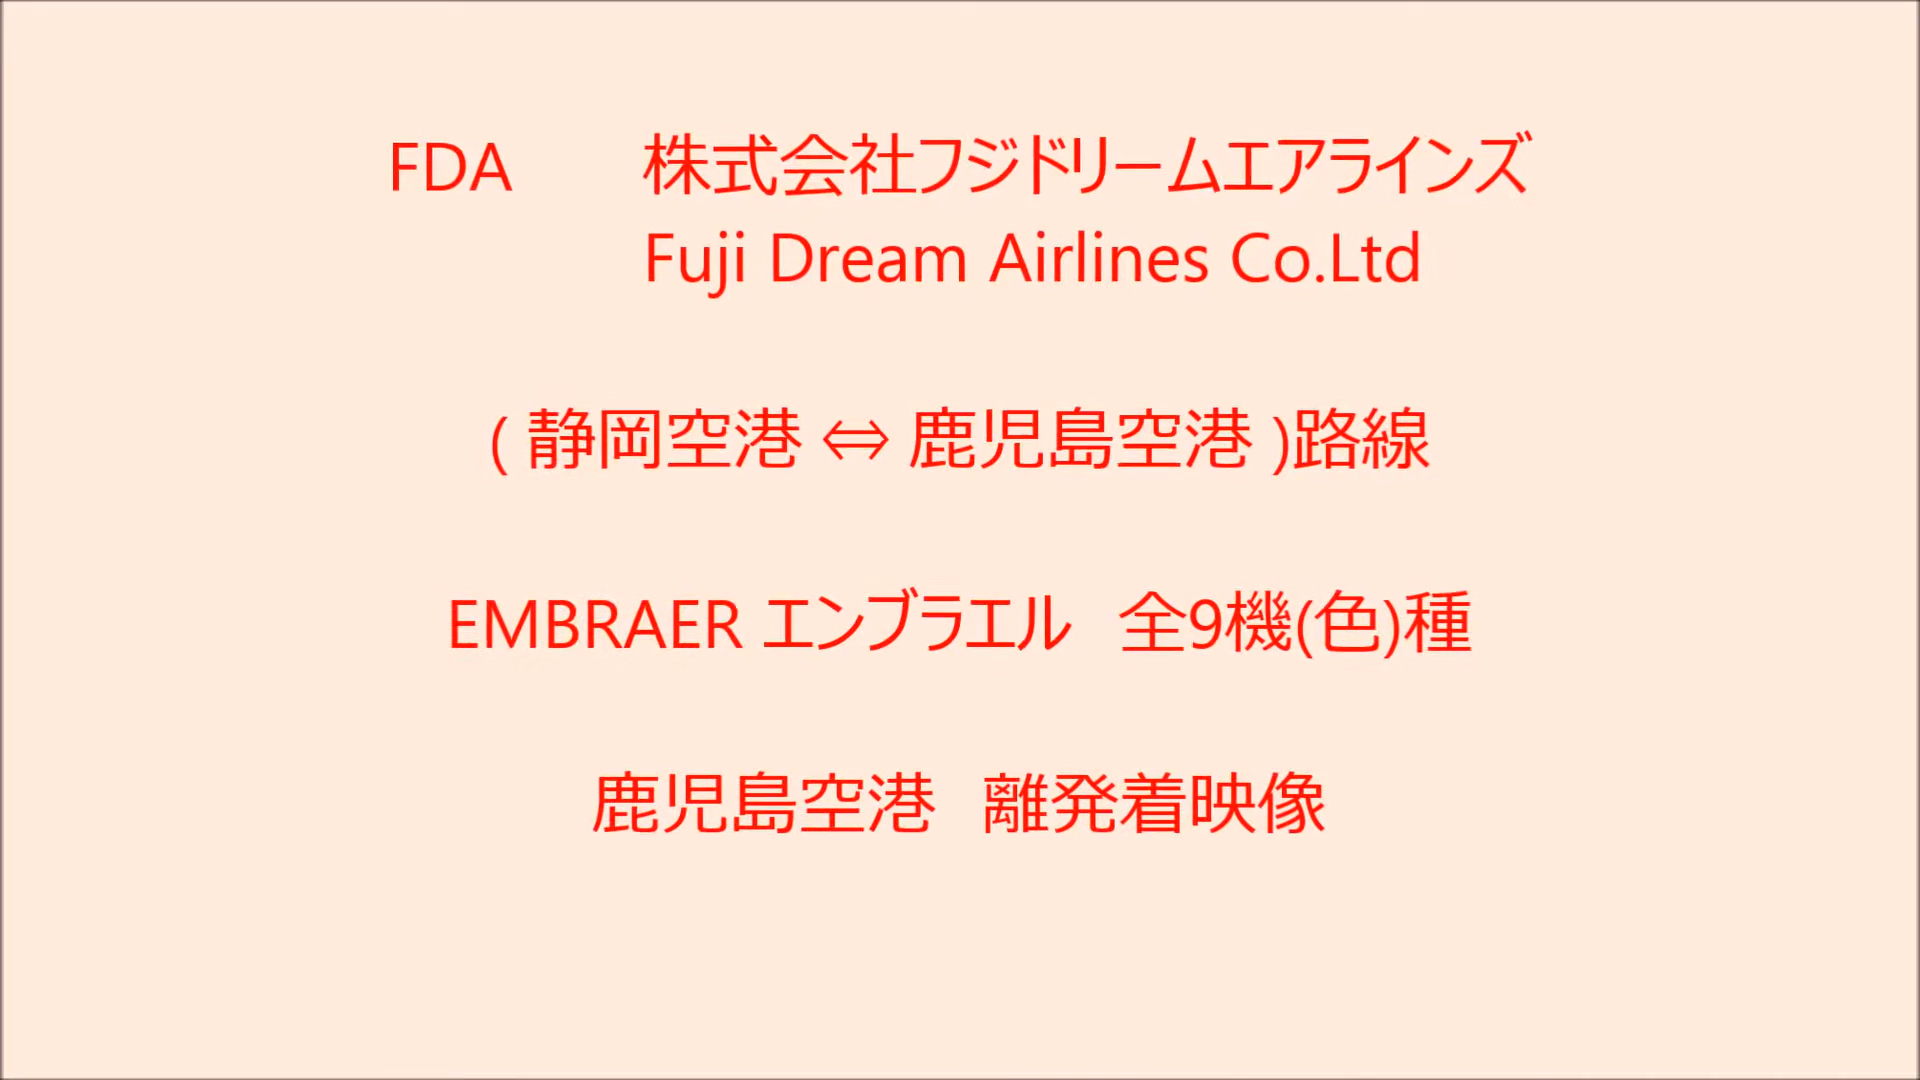 FDA　　株式会社フジドリームエアラインズ
Fuji Dream Airlines Co.Ltd
( 静岡空港 ⇔ 鹿児島空港 )路線
EMBRAER エンブラエル　全9機(色)種
鹿児島空港　離発着映像